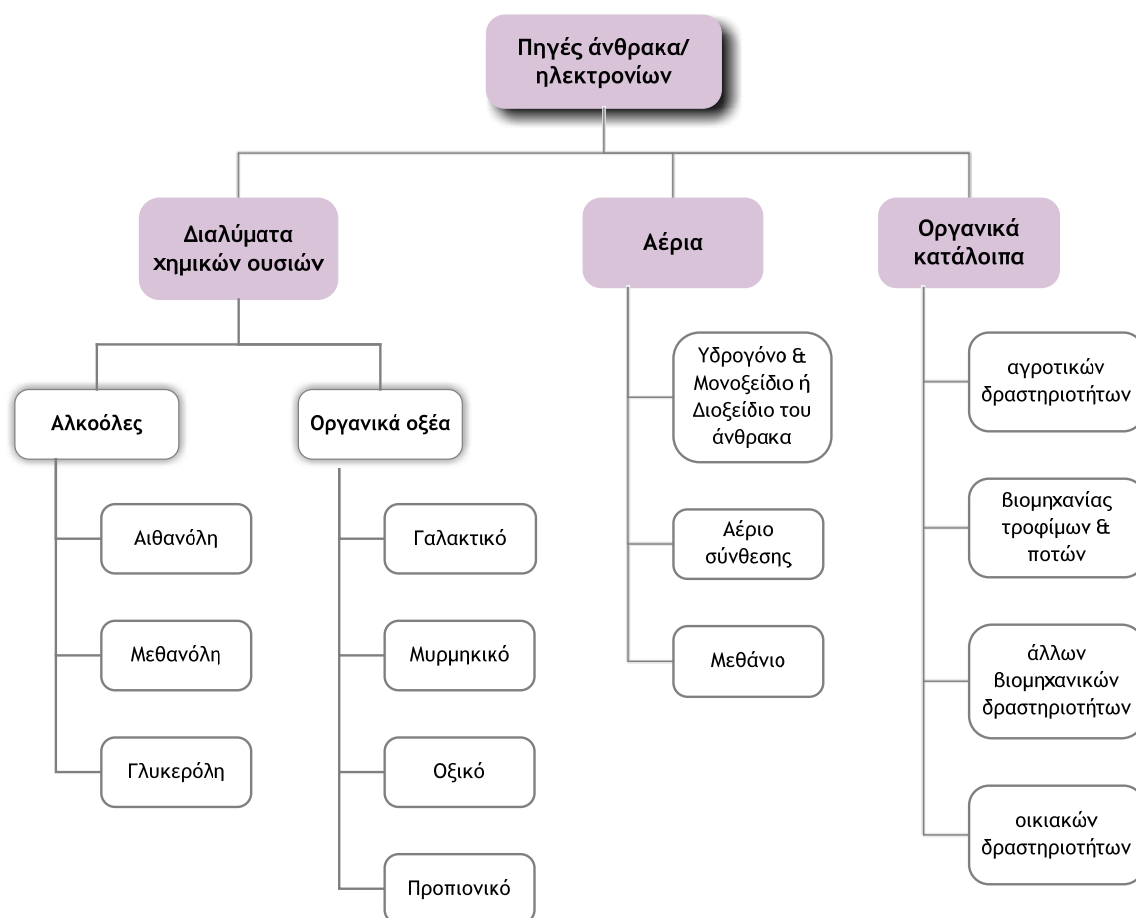 Πηγές άνθρακα/
ηλεκτρονίων
Διαλύματα
χημικών ουσιών
Αλκοόλες
Αιθανόλη
Μεθανόλη
Γλυκερόλη
Οργανικά οξέα
Γαλακτικό
Μυρμηκικό
Οξικό
Προπιονικό
Αέρια
Υδρογόνο &
Μονοξείδιο ή
Διοξείδιο του
άνθρακα
Αέριο
σύνθεσης
Μεθάνιο
Οργανικά
κατάλοιπα
αγροτικών
δραστηριοτήτων
βιομηχανίας
τροφίμων &
ποτών
άλλων
βιομηχανικών
δραστηριοτήτων
οικιακών
δραστηριοτήτων